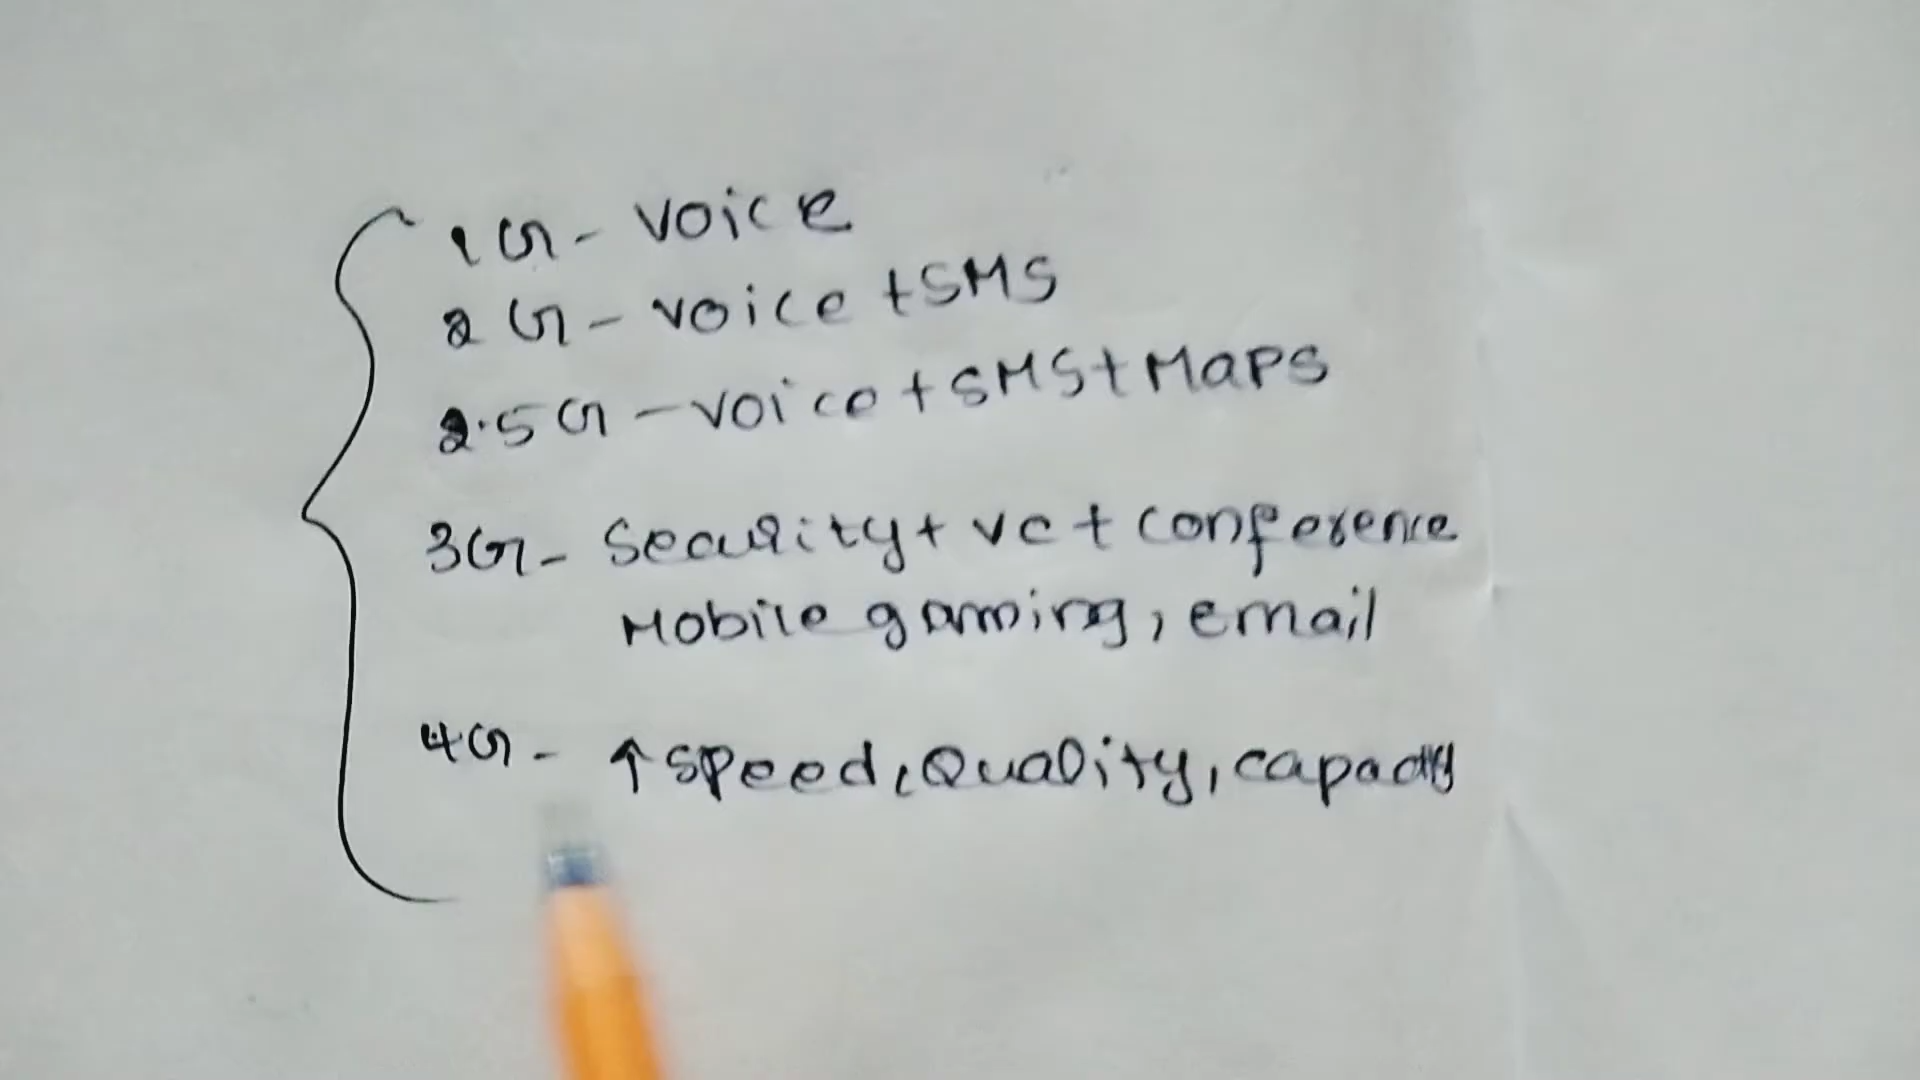 1G - voice
2G - voice + SMS
2.5G - voice + SMS + Maps
3G - Security + vc + conference
Mobile gaming, email
4G - ↑ speed, Quality, capacity